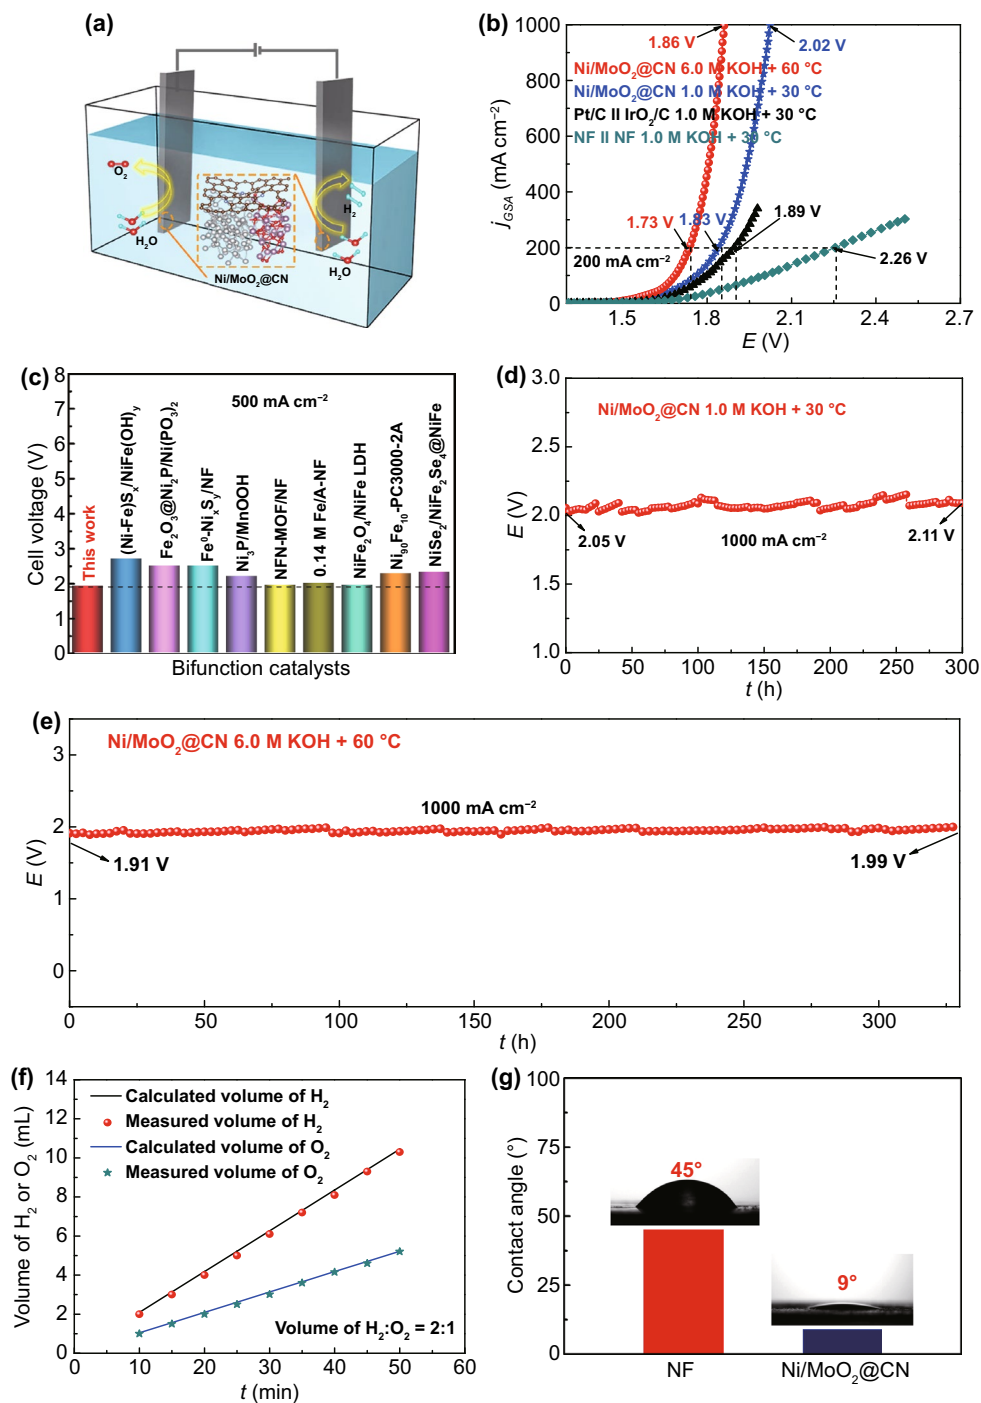 (a)
O₂
H₂O
H₂
H₂O
Ni/MoO₂@CN
(b)
1000
800
600
400
200
0
j_GSA (mA cm⁻²)
1.86 V
2.02 V
Ni/MoO₂@CN 6.0 M KOH + 60 °C
Ni/MoO₂@CN 1.0 M KOH + 30 °C
Pt/C II IrO₂/C 1.0 M KOH + 30 °C
NF II NF 1.0 M KOH + 30 °C
1.73 V
1.83 V
1.89 V
2.26 V
200 mA cm⁻²
1.5 1.8 2.1 2.4 2.7
E (V)
(c)
8
7
6
5
4
3
2
1
0
Cell voltage (V)
500 mA cm⁻²
This work
(Ni-Fe)Sₓ/NiFe(OH)ᵧ
Fe₂O₃@Ni₂P/Ni(PO₃)₂
Fe⁰-NiₓSᵧ/NF
Ni₃P/MnOOH
NFN-MOF/NF
0.14 M Fe/A-NF
NiFe₂O₄/NiFe LDH
Ni₉₀Fe₁₀-PC3000-2A
NiSe₂/NiFe₂Se₄@NiFe
Bifunction catalysts
(d)
3.0
2.5
2.0
1.5
1.0
E (V)
Ni/MoO₂@CN 1.0 M KOH + 30 °C
2.05 V
1000 mA cm⁻²
2.11 V
0 50 100 150 200 250 300
t (h)
(e)
3
2
1
0
E (V)
Ni/MoO₂@CN 6.0 M KOH + 60 °C
1000 mA cm⁻²
1.91 V
1.99 V
0 50 100 150 200 250 300
t (h)
(f)
14
12
10
8
6
4
2
0
Volume of H₂ or O₂ (mL)
Calculated volume of H₂
Measured volume of H₂
Calculated volume of O₂
Measured volume of O₂
Volume of H₂:O₂ = 2:1
0 10 20 30 40 50 60
t (min)
(g)
100
75
50
25
0
Contact angle (°)
45°
9°
NF
Ni/MoO₂@CN